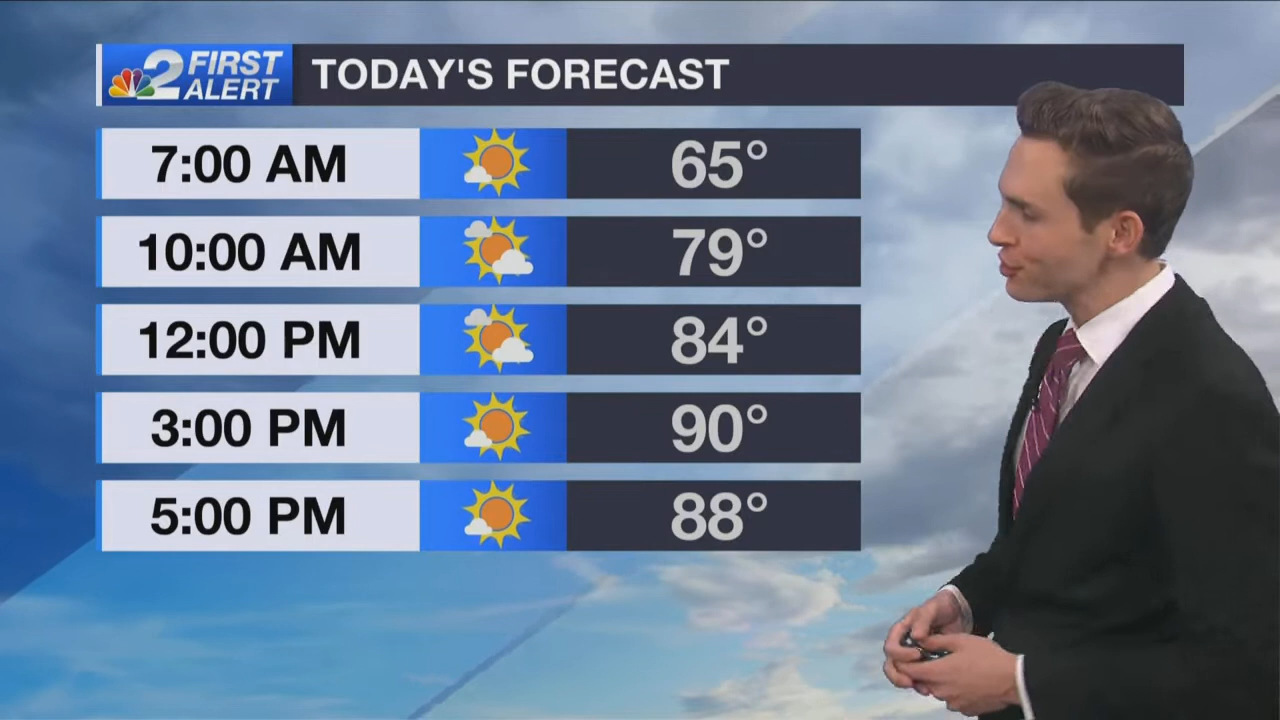 2 FIRST ALERT
TODAY'S FORECAST
7:00 AM 65°
10:00 AM 79°
12:00 PM 84°
3:00 PM 90°
5:00 PM 88°